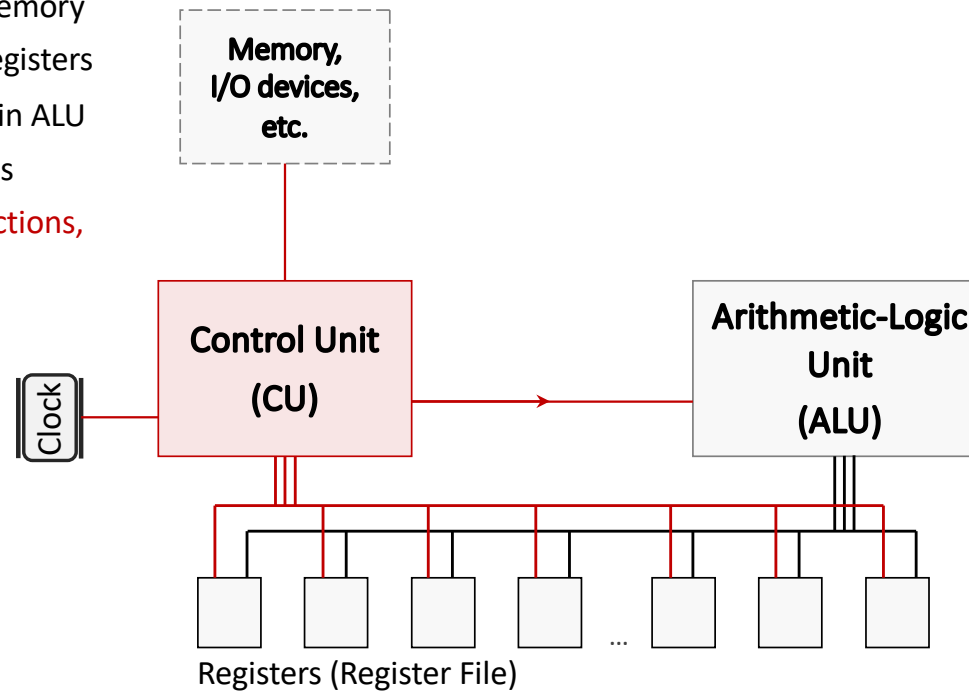 emory
egisters
in ALU
s
ctions,
Memory,
I/O devices,
etc.
Control Unit
(CU)
Arithmetic-Logic
Unit
(ALU)
Clock
...
Registers (Register File)